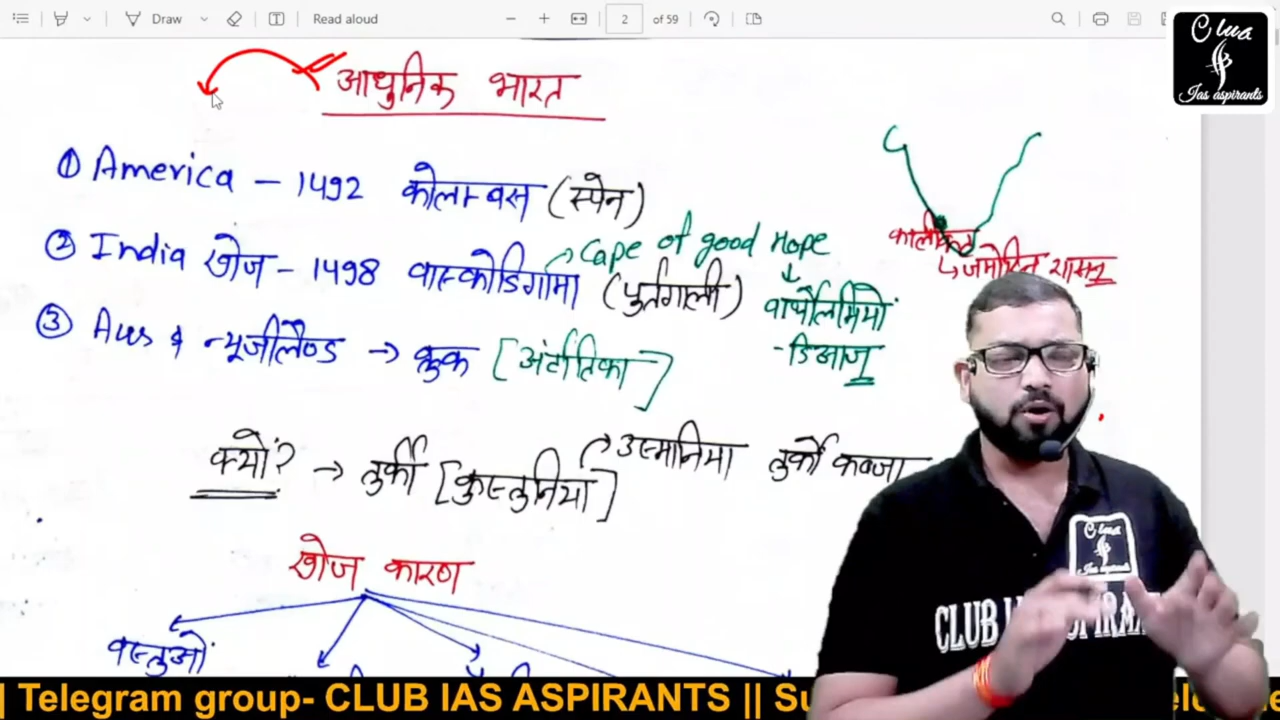 Draw
Read aloud
2 of 59
Club
Ias aspirants
आधुनिक भारत
① America – 1492 कोलम्बस (स्पेन)
② India खोज – 1498 वास्कोडिगामा (पुर्तगाली)
→ Cape of good Hope
वार्थोलोमियों
- डिआजू
कालीकट
↳ जमोरिन शासक
③ Aus & न्यूजीलैण्ड → कुक [अंटार्टिका]
क्यों? → तुर्की [कुस्तुनिया] → उस्मानिया तुर्को कब्जा
खोज कारण
वस्तुओं
Club
Ias aspirants
CLUB
| Telegram group- CLUB IAS ASPIRANTS || Su